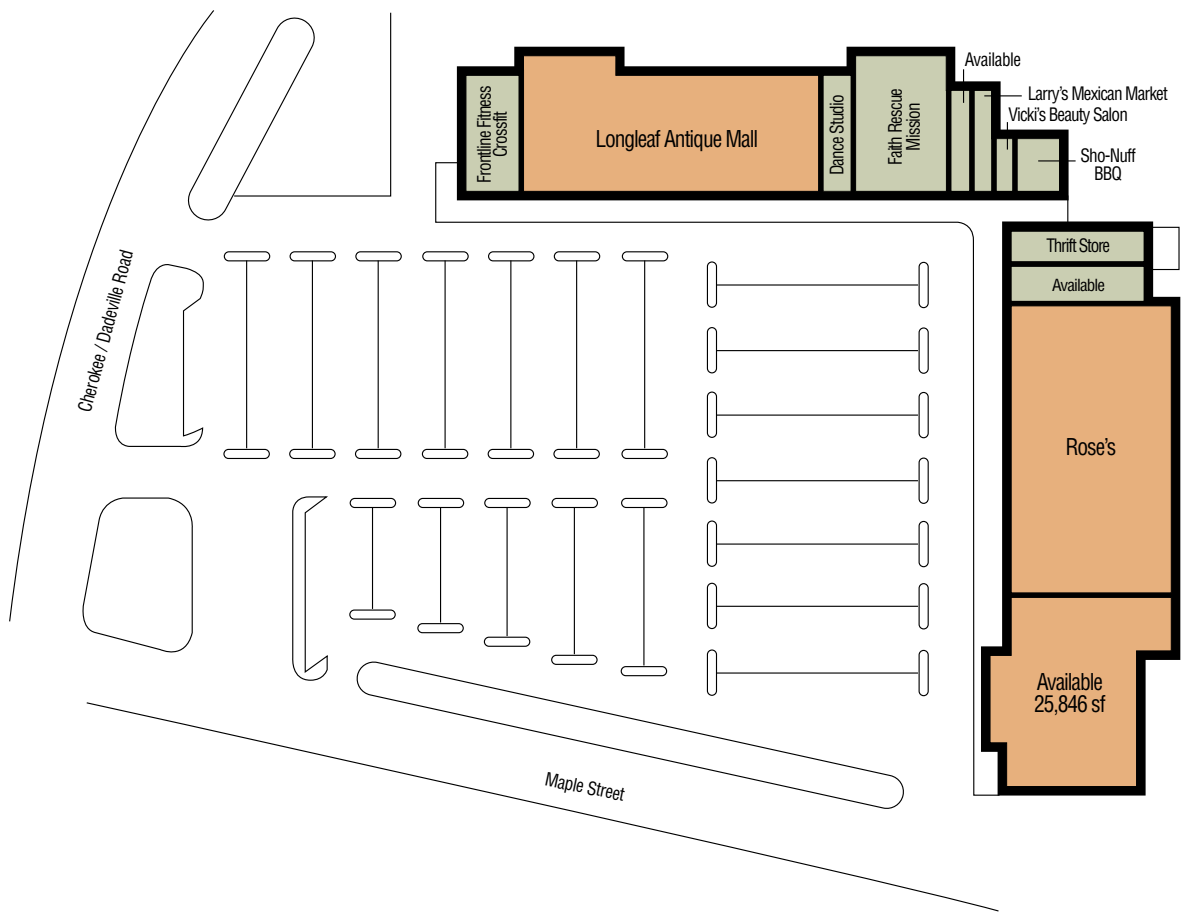 Available
Larry's Mexican Market
Vicki's Beauty Salon
Sho-Nuff
BBQ
Frontline Fitness
Crossfit
Longleaf Antique Mall
Dance Studio
Faith Rescue
Mission
Thrift Store
Available
Cherokee / Dadeville Road
Rose's
Available
25,846 sf
Maple Street